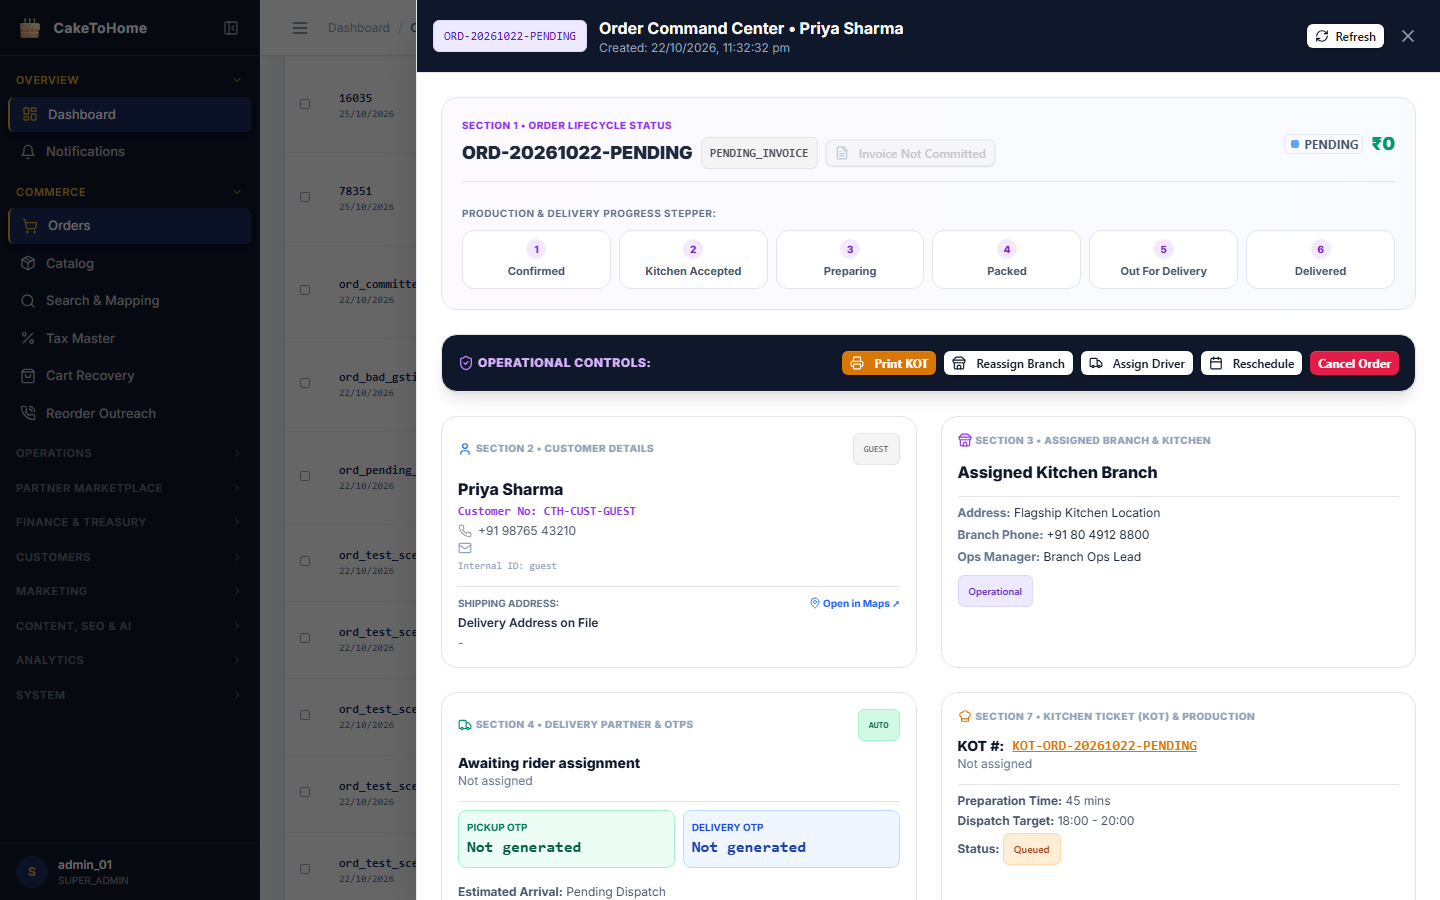 CakeToHome
OVERVIEW
Dashboard
Notifications
COMMERCE
Orders
Catalog
Search & Mapping
Tax Master
Cart Recovery
Reorder Outreach
OPERATIONS
PARTNER MARKETPLACE
FINANCE & TREASURY
CUSTOMERS
MARKETING
CONTENT, SEO & AI
ANALYTICS
SYSTEM
S
admin_01
SUPER_ADMIN
Dashboard /
16035
25/10/2026
78351
25/10/2026
ord_committe
22/10/2026
ord_bad_gsti
22/10/2026
ord_pending_
22/10/2026
ord_test_sce
22/10/2026
ord_test_sce
22/10/2026
ord_test_sce
22/10/2026
ord_test_sce
22/10/2026
ord_test_sce
22/10/2026
ORD-20261022-PENDING
Order Command Center • Priya Sharma
Created: 22/10/2026, 11:32:32 pm
Refresh
SECTION 1 • ORDER LIFECYCLE STATUS
ORD-20261022-PENDING PENDING_INVOICE Invoice Not Committed
PENDING ₹0
PRODUCTION & DELIVERY PROGRESS STEPPER:
1 2 3 4 5 6
Confirmed Kitchen Accepted Preparing Packed Out For Delivery Delivered
OPERATIONAL CONTROLS:
Print KOT Reassign Branch Assign Driver Reschedule Cancel Order
SECTION 2 • CUSTOMER DETAILS
GUEST
Priya Sharma
Customer No: CTH-CUST-GUEST
+91 98765 43210
Internal ID: guest
SHIPPING ADDRESS:
Open in Maps ↗
Delivery Address on File
-
SECTION 3 • ASSIGNED BRANCH & KITCHEN
Assigned Kitchen Branch
Address: Flagship Kitchen Location
Branch Phone: +91 80 4912 8800
Ops Manager: Branch Ops Lead
Operational
SECTION 4 • DELIVERY PARTNER & OTPS
AUTO
Awaiting rider assignment
Not assigned
PICKUP OTP
Not generated
DELIVERY OTP
Not generated
Estimated Arrival: Pending Dispatch
SECTION 7 • KITCHEN TICKET (KOT) & PRODUCTION
KOT #: KOT-ORD-20261022-PENDING
Not assigned
Preparation Time: 45 mins
Dispatch Target: 18:00 - 20:00
Status: Queued